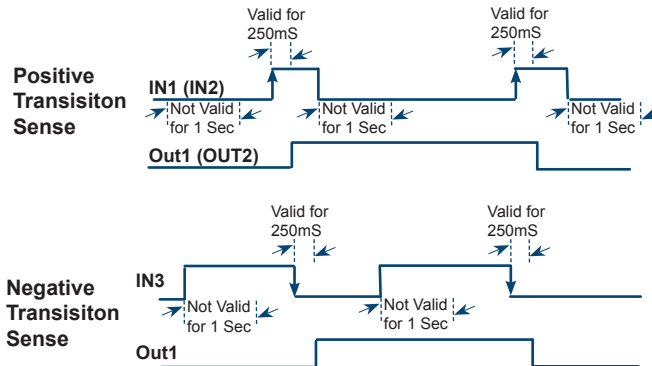 Valid for
250mS
Valid for
250mS
Positive
Transisiton
Sense
IN1 (IN2)
Not Valid
for 1 Sec
Not Valid
for 1 Sec
Not Valid
for 1 Sec
Out1 (OUT2)
Valid for
250mS
Valid for
250mS
Negative
Transisiton
Sense
IN3
Not Valid
for 1 Sec
Not Valid
for 1 Sec
Out1